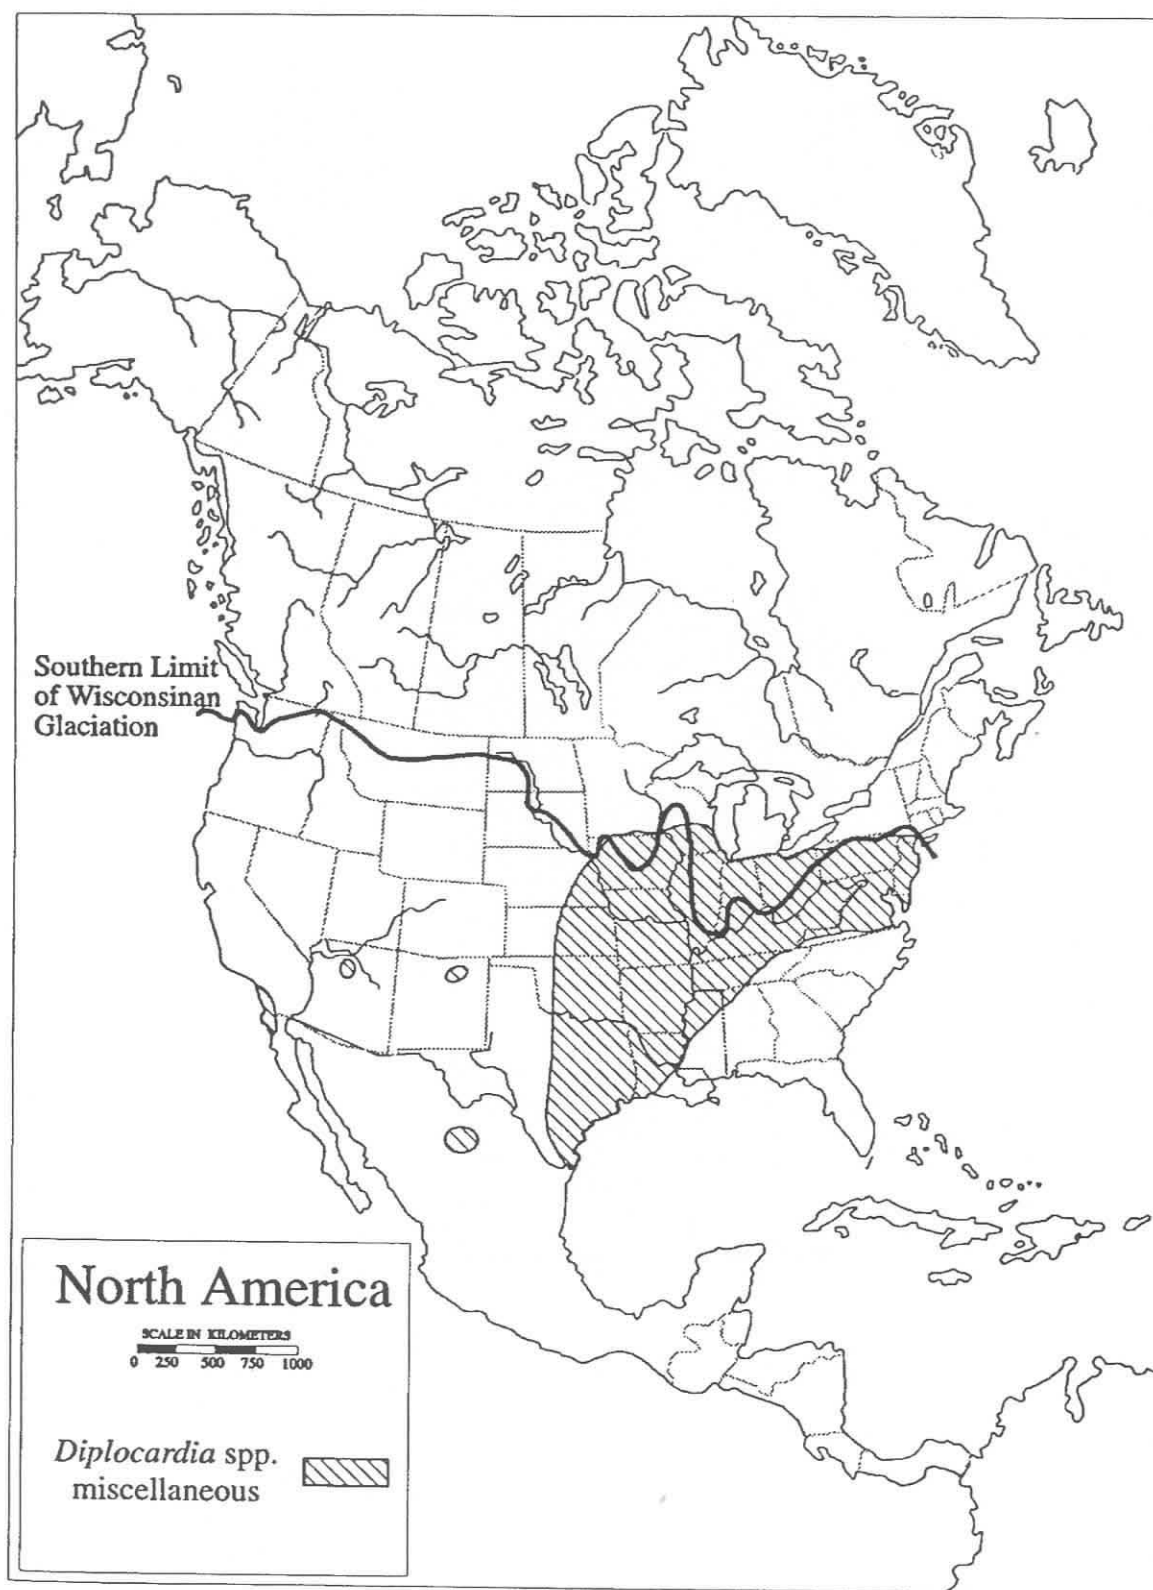 Southern Limit
of Wisconsinan
Glaciation
North America
SCALE IN KILOMETERS
0 250 500 750 1000
Diplocardia spp.
miscellaneous